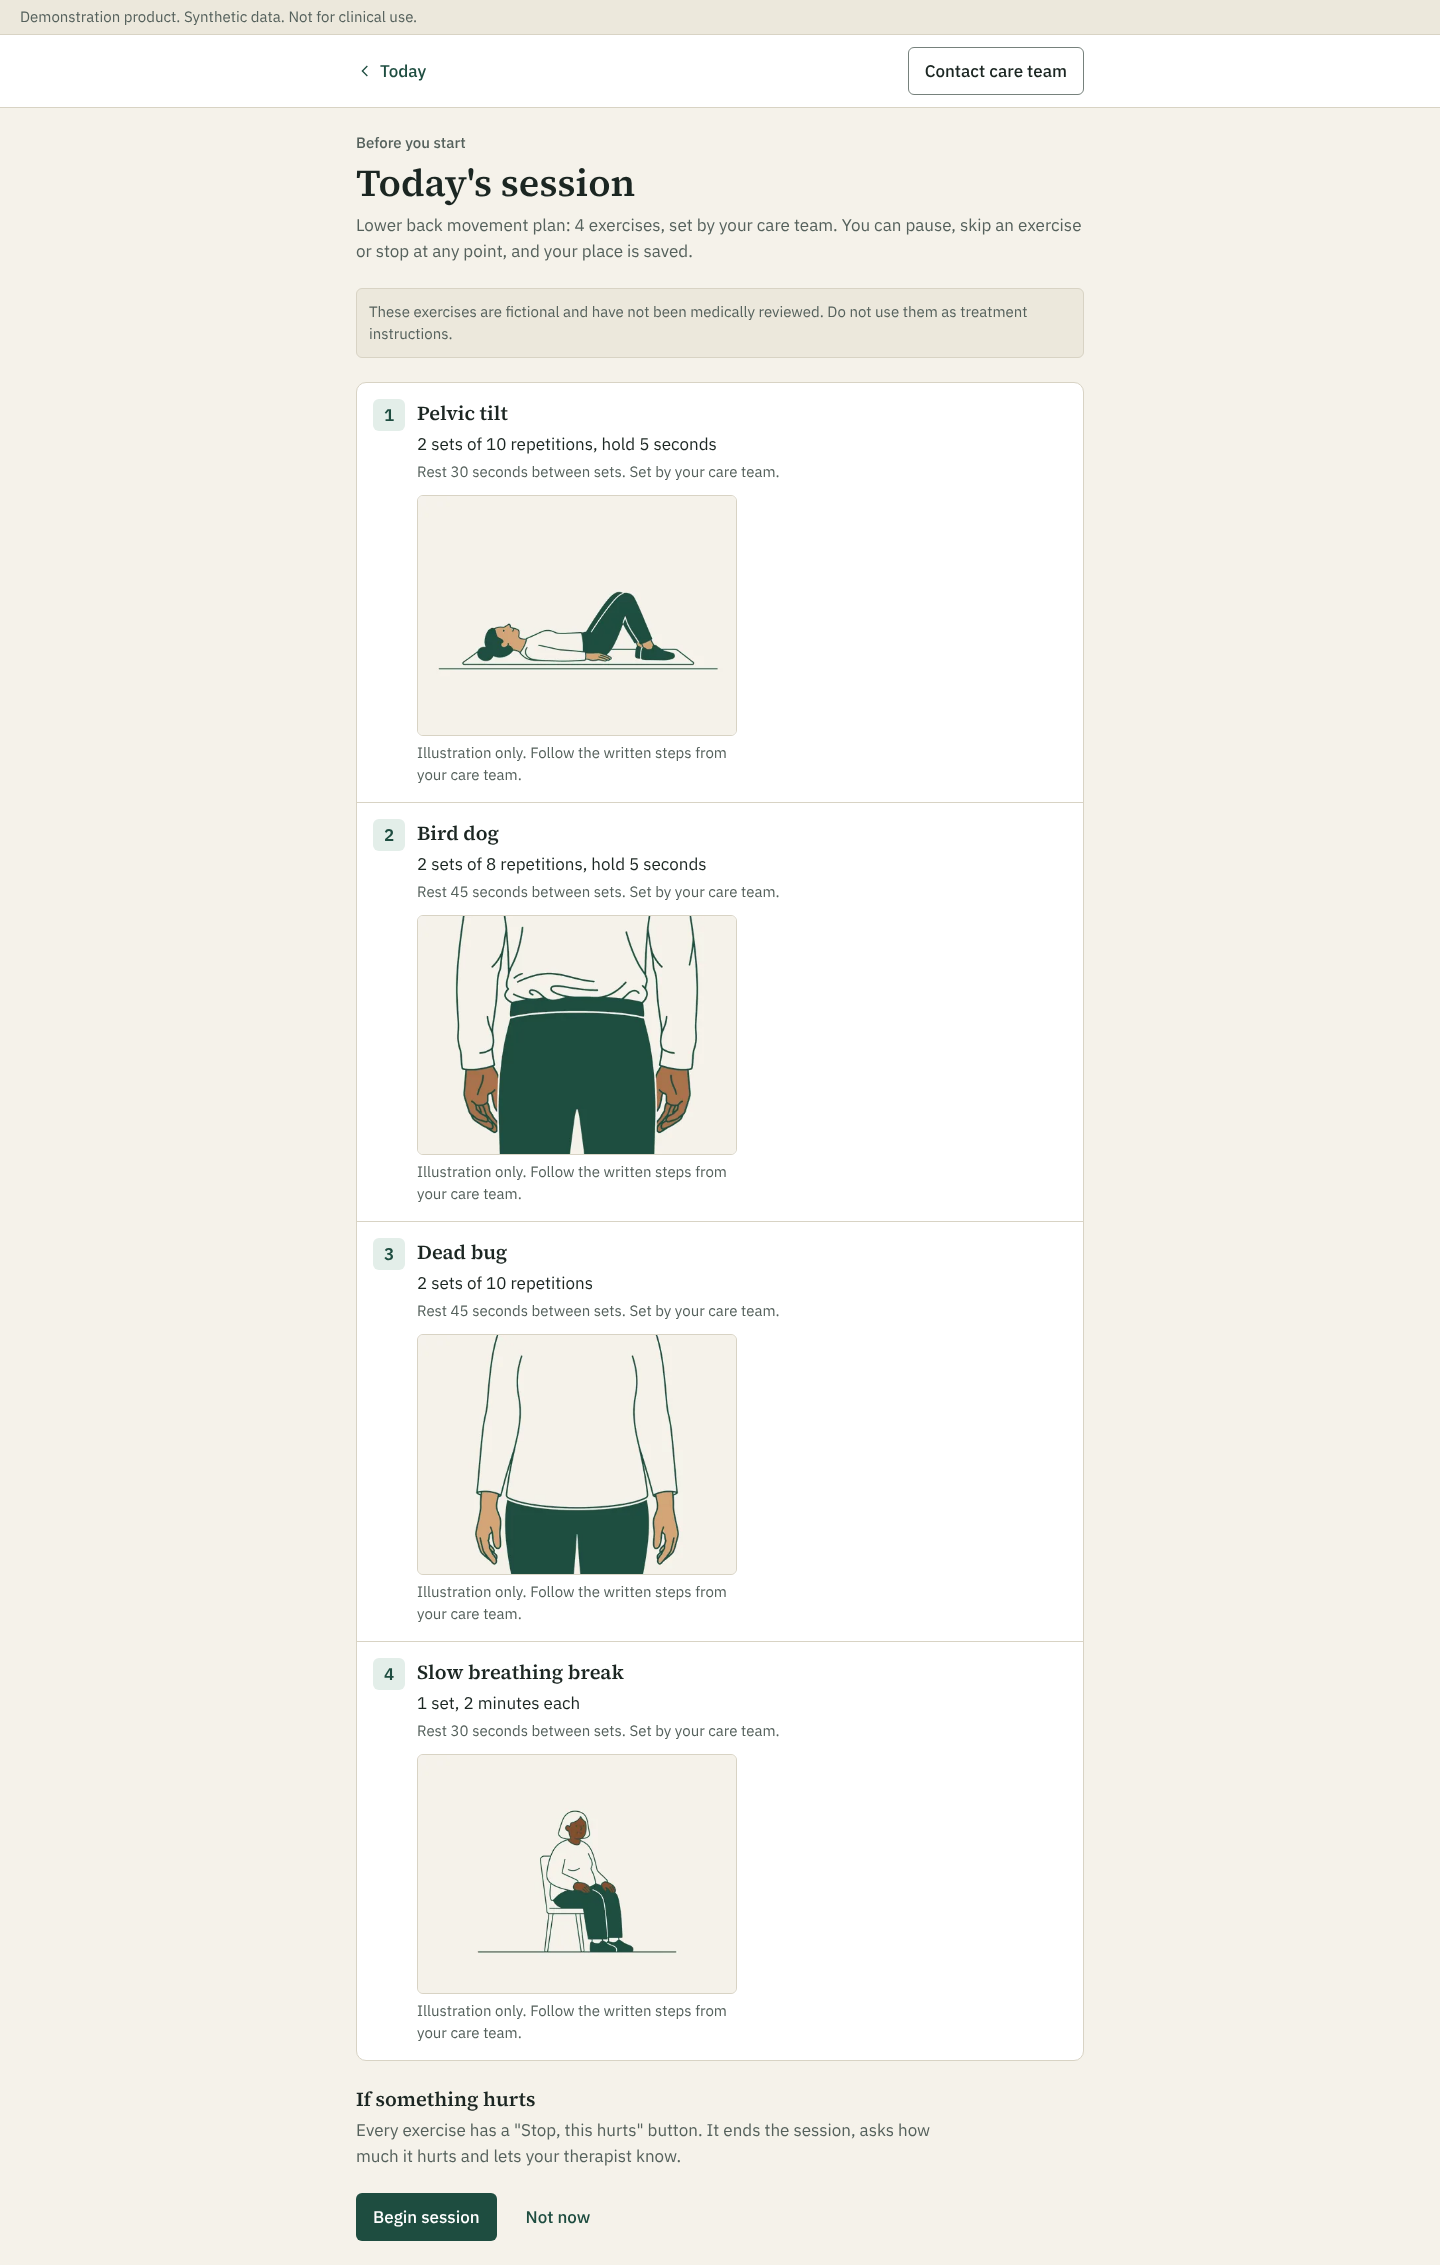 Demonstration product. Synthetic data. Not for clinical use.
Today
Contact care team
Before you start
Today's session
Lower back movement plan: 4 exercises, set by your care team. You can pause, skip an exercise
or stop at any point, and your place is saved.
These exercises are fictional and have not been medically reviewed. Do not use them as treatment
instructions.
1
Pelvic tilt
2 sets of 10 repetitions, hold 5 seconds
Rest 30 seconds between sets. Set by your care team.
Illustration only. Follow the written steps from
your care team.
2
Bird dog
2 sets of 8 repetitions, hold 5 seconds
Rest 45 seconds between sets. Set by your care team.
Illustration only. Follow the written steps from
your care team.
3
Dead bug
2 sets of 10 repetitions
Rest 45 seconds between sets. Set by your care team.
Illustration only. Follow the written steps from
your care team.
4
Slow breathing break
1 set, 2 minutes each
Rest 30 seconds between sets. Set by your care team.
Illustration only. Follow the written steps from
your care team.
If something hurts
Every exercise has a "Stop, this hurts" button. It ends the session, asks how
much it hurts and lets your therapist know.
Begin session
Not now